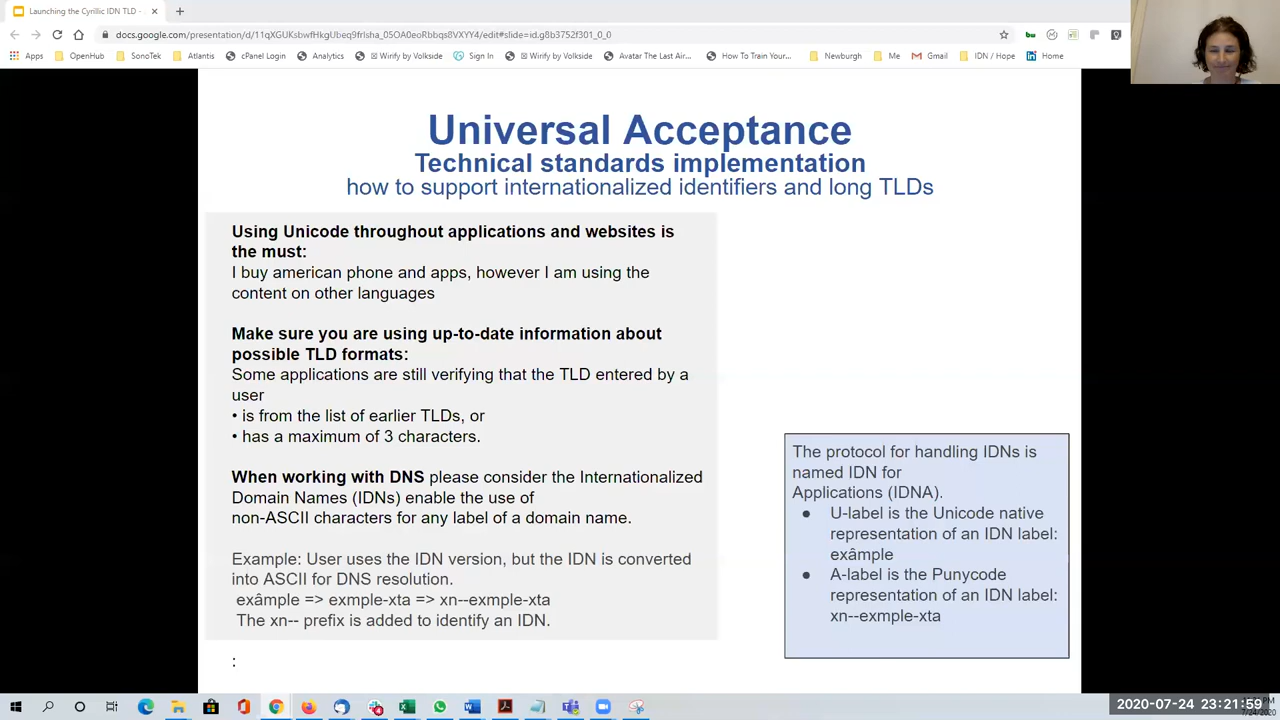 Launching the Cyrillic IDN TLD -
docs.google.com/presentation/d/11qXGUKsbwfHkgUbeq9frisha_05OA0eoRbbqs8VXYY4/edit#slide=id.g8b3752f301_0_0
Apps OpenHub SonoTek Atlantis cPanel Login Analytics Wirify by Volkside Sign In Wirify by Volkside Avatar The Last Air... How To Train Your... Newburgh Me Gmail IDN / Hope Home
Universal Acceptance
Technical standards implementation
how to support internationalized identifiers and long TLDs
Using Unicode throughout applications and websites is
the must:
I buy american phone and apps, however I am using the
content on other languages
Make sure you are using up-to-date information about
possible TLD formats:
Some applications are still verifying that the TLD entered by a
user
• is from the list of earlier TLDs, or
• has a maximum of 3 characters.
When working with DNS please consider the Internationalized
Domain Names (IDNs) enable the use of
non-ASCII characters for any label of a domain name.
Example: User uses the IDN version, but the IDN is converted
into ASCII for DNS resolution.
exâmple => exmple-xta => xn--exmple-xta
The xn-- prefix is added to identify an IDN.
:
The protocol for handling IDNs is
named IDN for
Applications (IDNA).
● U-label is the Unicode native
representation of an IDN label:
exâmple
● A-label is the Punycode
representation of an IDN label:
xn--exmple-xta
2020-07-24 23:21:59